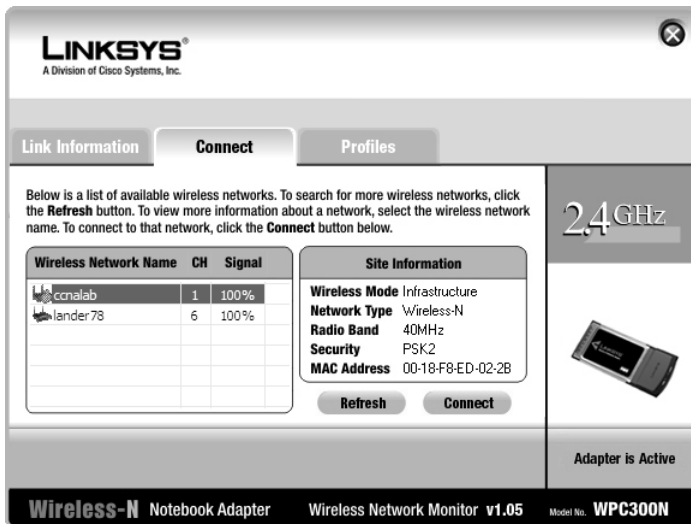 LINKSYS®
A Division of Cisco Systems, Inc.
Link Information
Connect
Profiles
Below is a list of available wireless networks. To search for more wireless networks, click
the Refresh button. To view more information about a network, select the wireless network
name. To connect to that network, click the Connect button below.
Wireless Network Name CH Signal
ccnalab 1 100%
lander78 6 100%
Site Information
Wireless Mode Infrastructure
Network Type Wireless-N
Radio Band 40MHz
Security PSK2
MAC Address 00-18-F8-ED-02-2B
Refresh
Connect
2.4GHz
LINKSYS
Adapter is Active
Wireless-N Notebook Adapter Wireless Network Monitor v1.05 Model No. WPC300N